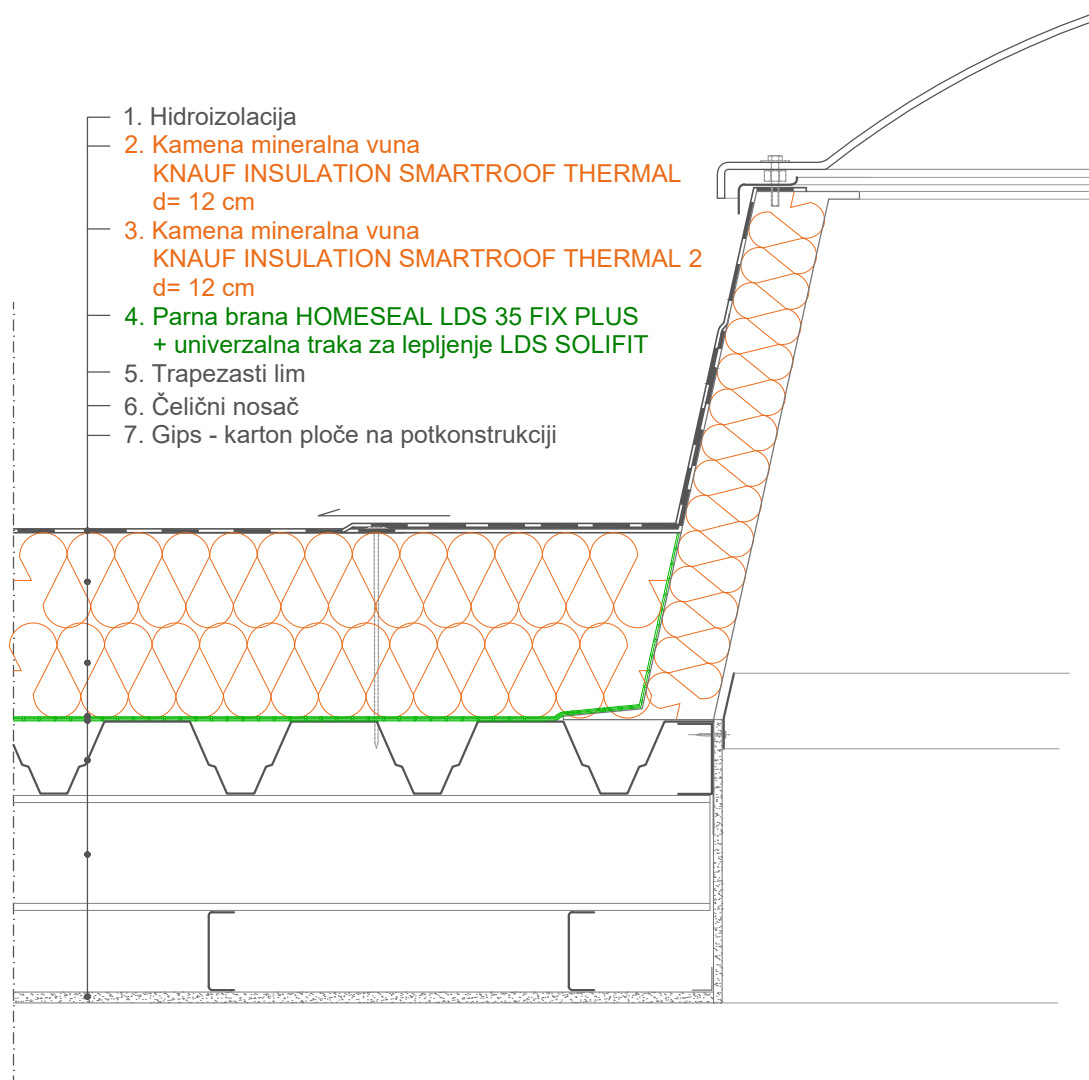 1. Hidroizolacija
2. Kamena mineralna vuna
KNAUF INSULATION SMARTROOF THERMAL
d= 12 cm
3. Kamena mineralna vuna
KNAUF INSULATION SMARTROOF THERMAL 2
d= 12 cm
4. Parna brana HOMESEAL LDS 35 FIX PLUS
+ univerzalna traka za lepljenje LDS SOLIFIT
5. Trapezasti lim
6. Čelični nosač
7. Gips - karton ploče na potkonstrukciji